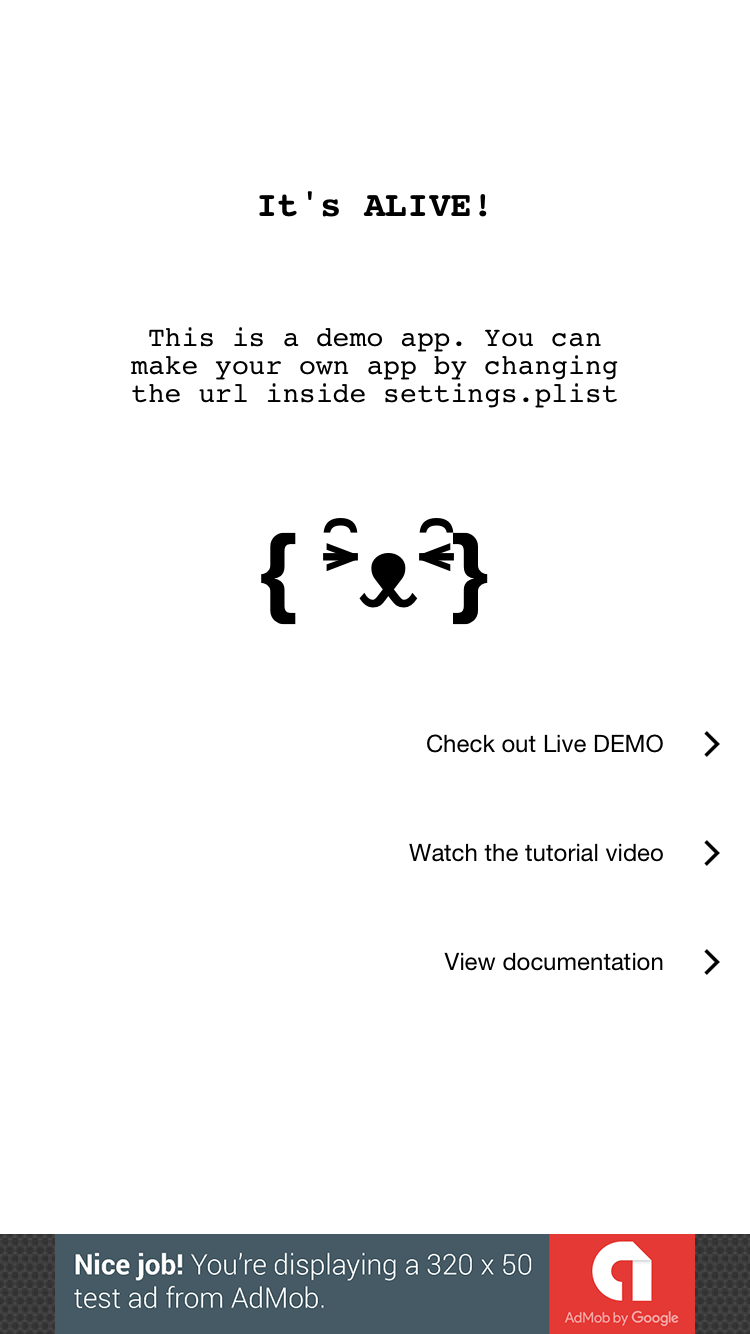 It's ALIVE!
This is a demo app. You can
make your own app by changing
the url inside settings.plist
Check out Live DEMO
Watch the tutorial video
View documentation
Nice job! You’re displaying a 320 x 50
test ad from AdMob.
AdMob by Google